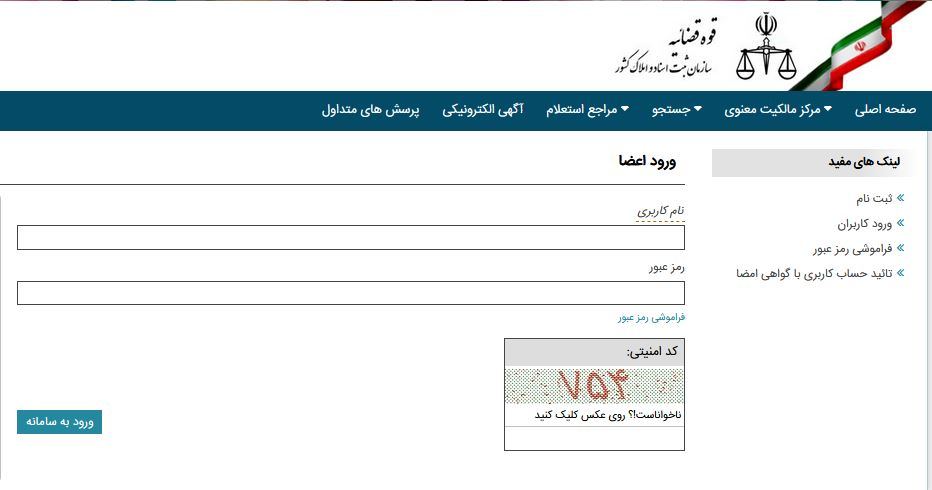 قوه قضائیه
سازمان ثبت اسناد و املاک کشور
صفحه اصلی
مرکز مالکیت معنوی
جستجو
مراجع استعلام
آگهی الکترونیکی
پرسش های متداول
لینک های مفید
ثبت نام
ورود کاربران
فراموشی رمز عبور
تائید حساب کاربری با گواهی امضا
ورود اعضا
نام کاربری
رمز عبور
فراموشی رمز عبور
کد امنیتی:
۷۵۴
ناخواناست!؟ روی عکس کلیک کنید
ورود به سامانه